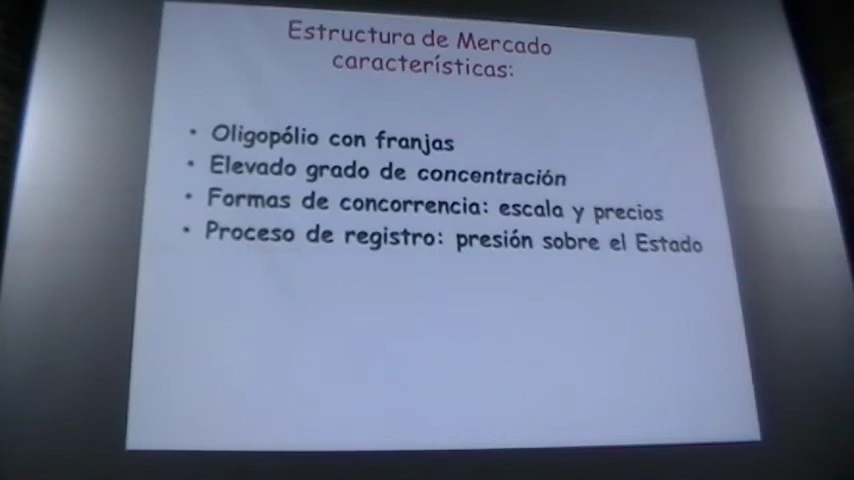 Estructura de Mercado
características:
• Oligopólio con franjas
• Elevado grado de concentración
• Formas de concorrencia: escala y precios
• Proceso de registro: presión sobre el Estado